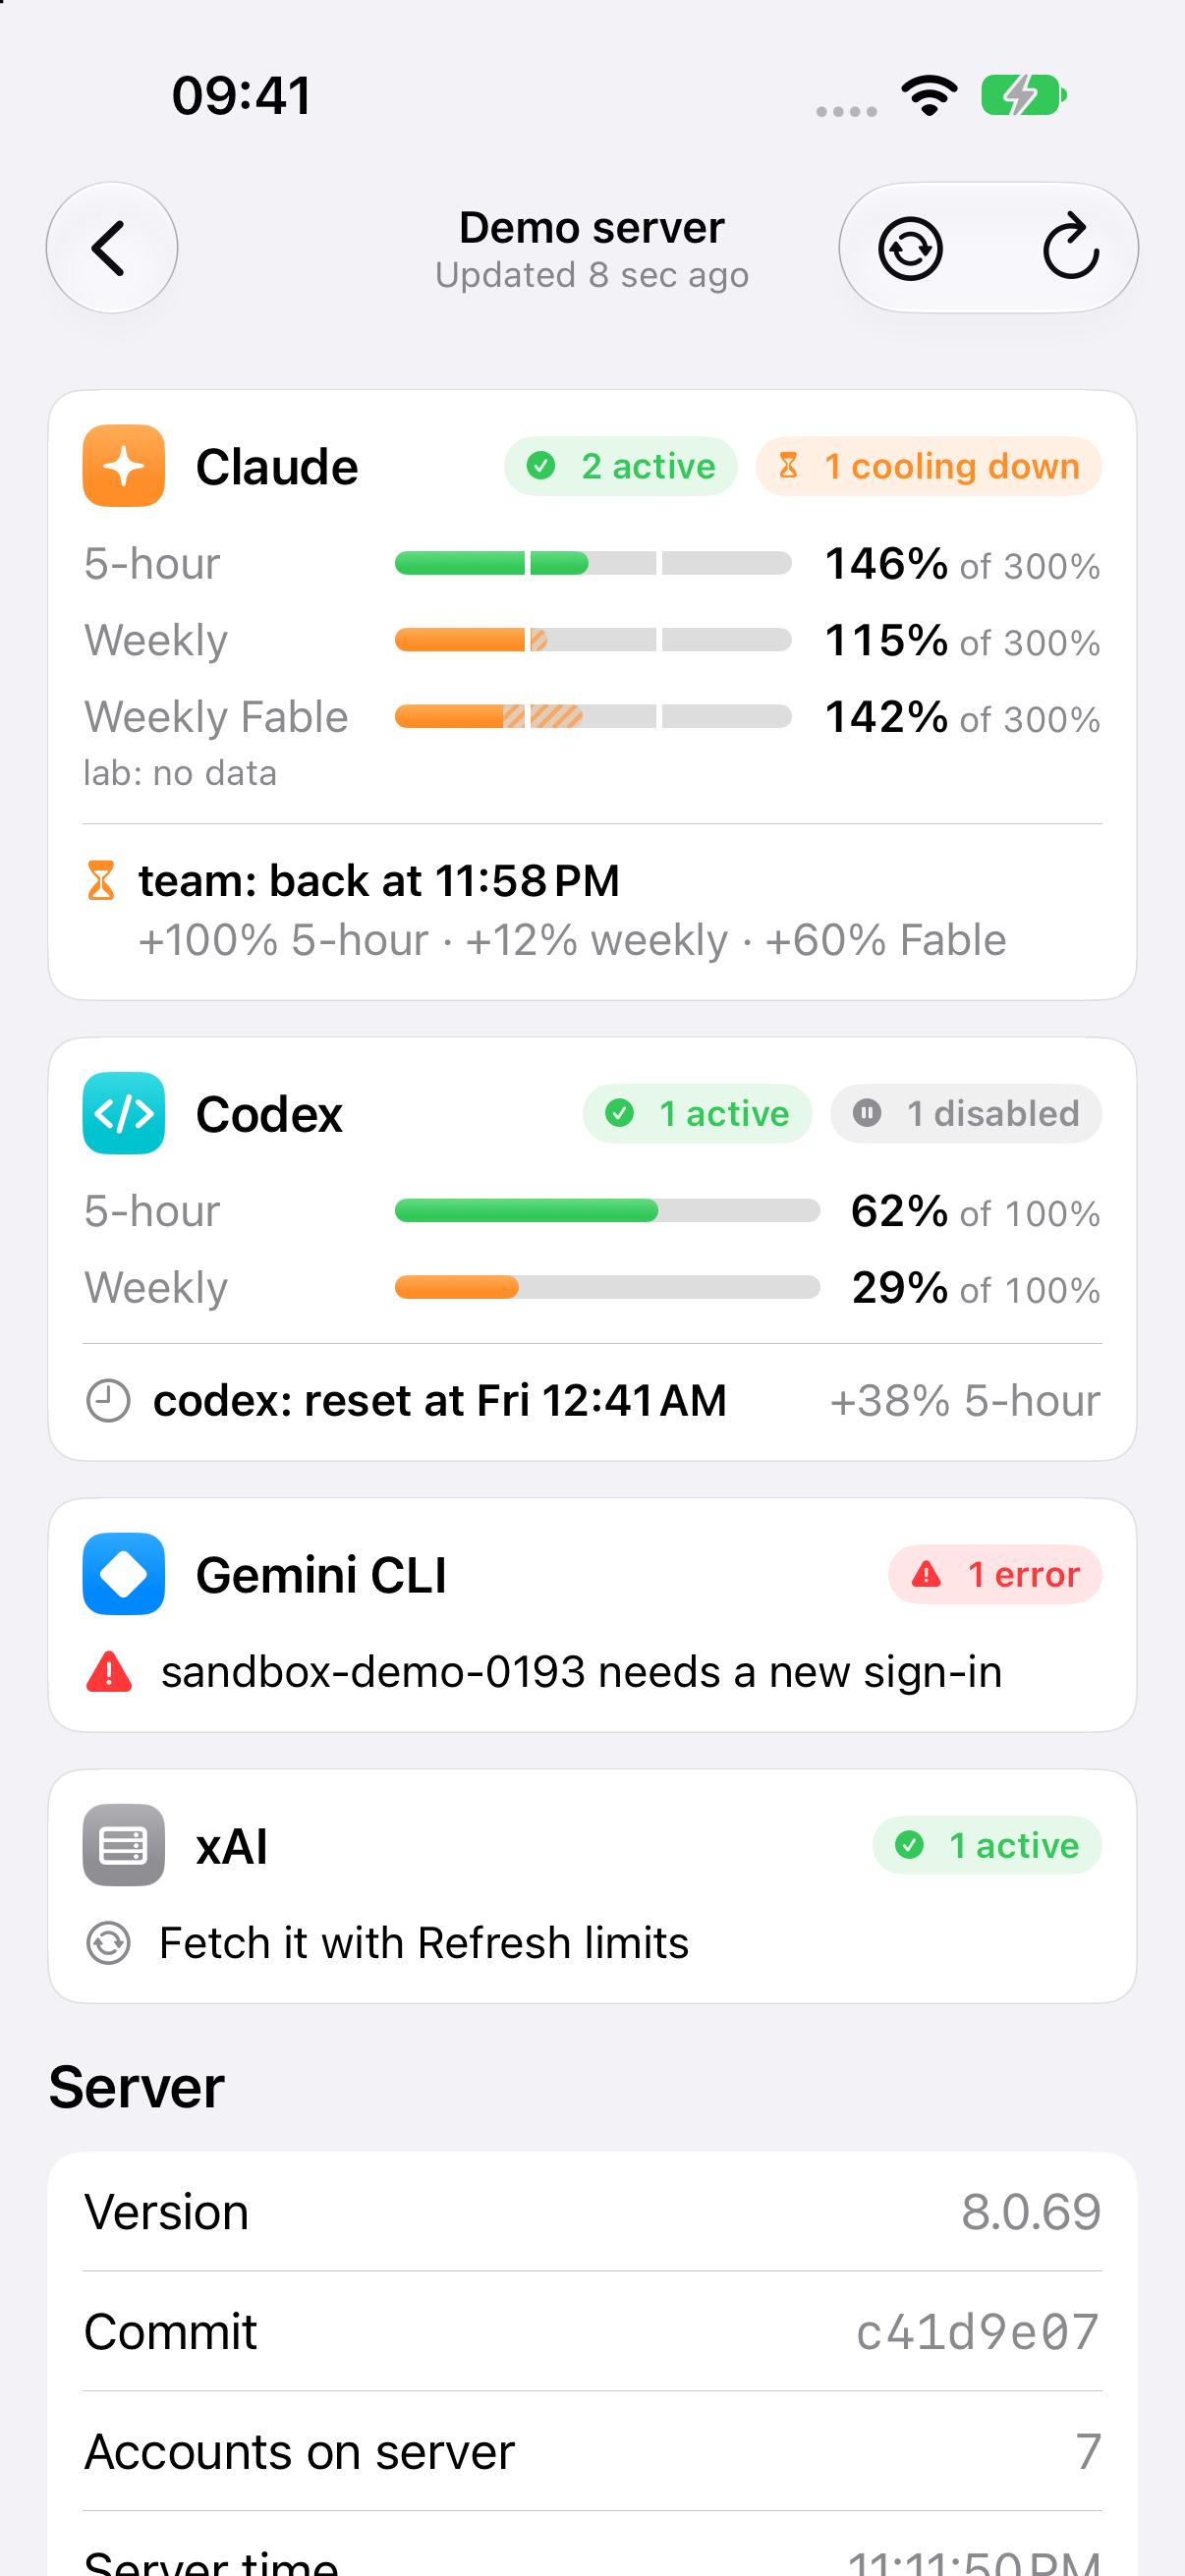 09:41
Demo server
Updated 8 sec ago
Claude 2 active 1 cooling down
5-hour 146% of 300%
Weekly 115% of 300%
Weekly Fable 142% of 300%
lab: no data
team: back at 11:58 PM
+100% 5-hour · +12% weekly · +60% Fable
Codex 1 active 1 disabled
5-hour 62% of 100%
Weekly 29% of 100%
codex: reset at Fri 12:41 AM +38% 5-hour
Gemini CLI 1 error
sandbox-demo-0193 needs a new sign-in
xAI 1 active
Fetch it with Refresh limits
Server
Version 8.0.69
Commit c41d9e07
Accounts on server 7
Server time 11:11:50 PM